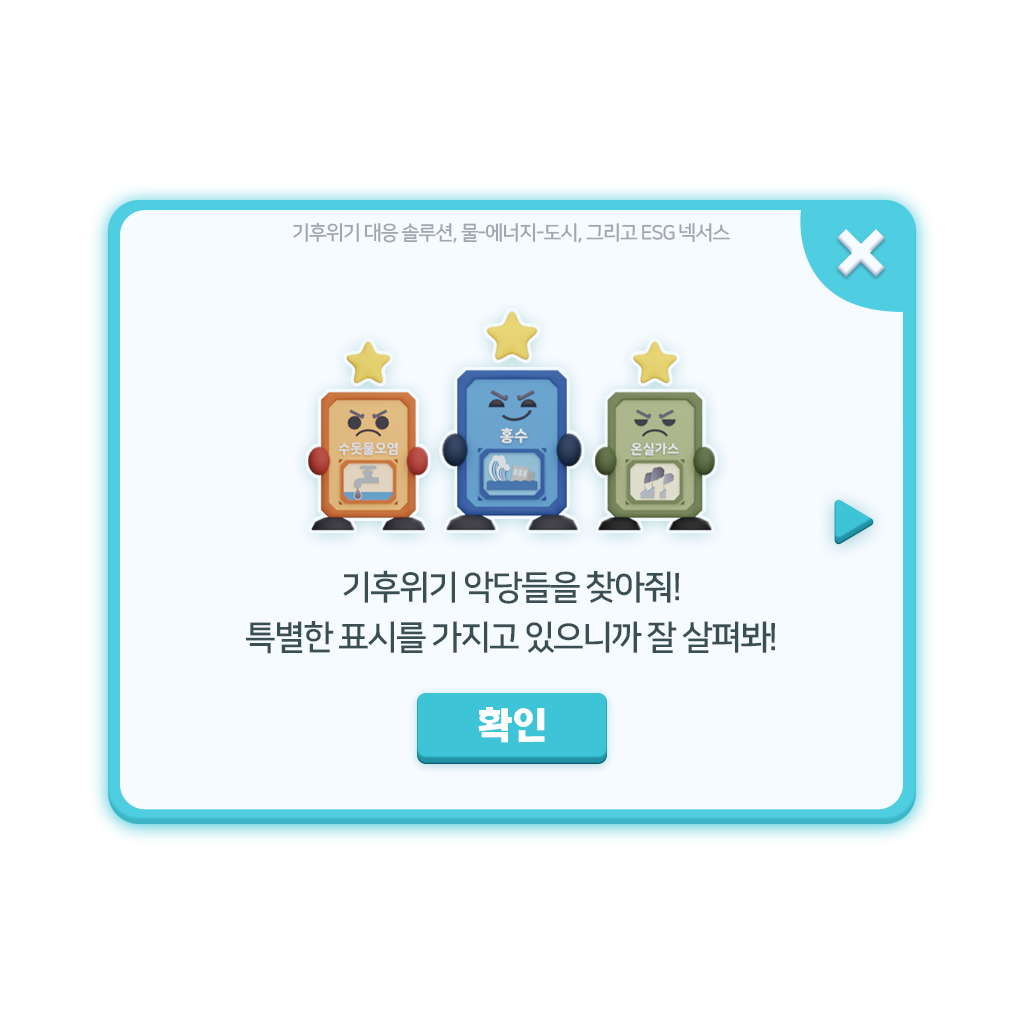 기후위기 대응 솔루션, 물-에너지-도시, 그리고 ESG 넥서스
수돗물오염
홍수
온실가스
기후위기 악당들을 찾아줘!
특별한 표시를 가지고 있으니까 잘 살펴봐!
확인